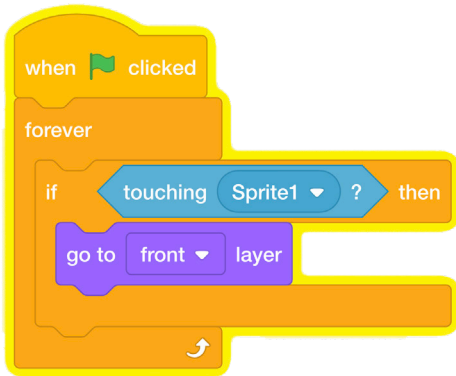 when clicked
forever
if touching Sprite1 ? then
go to front layer